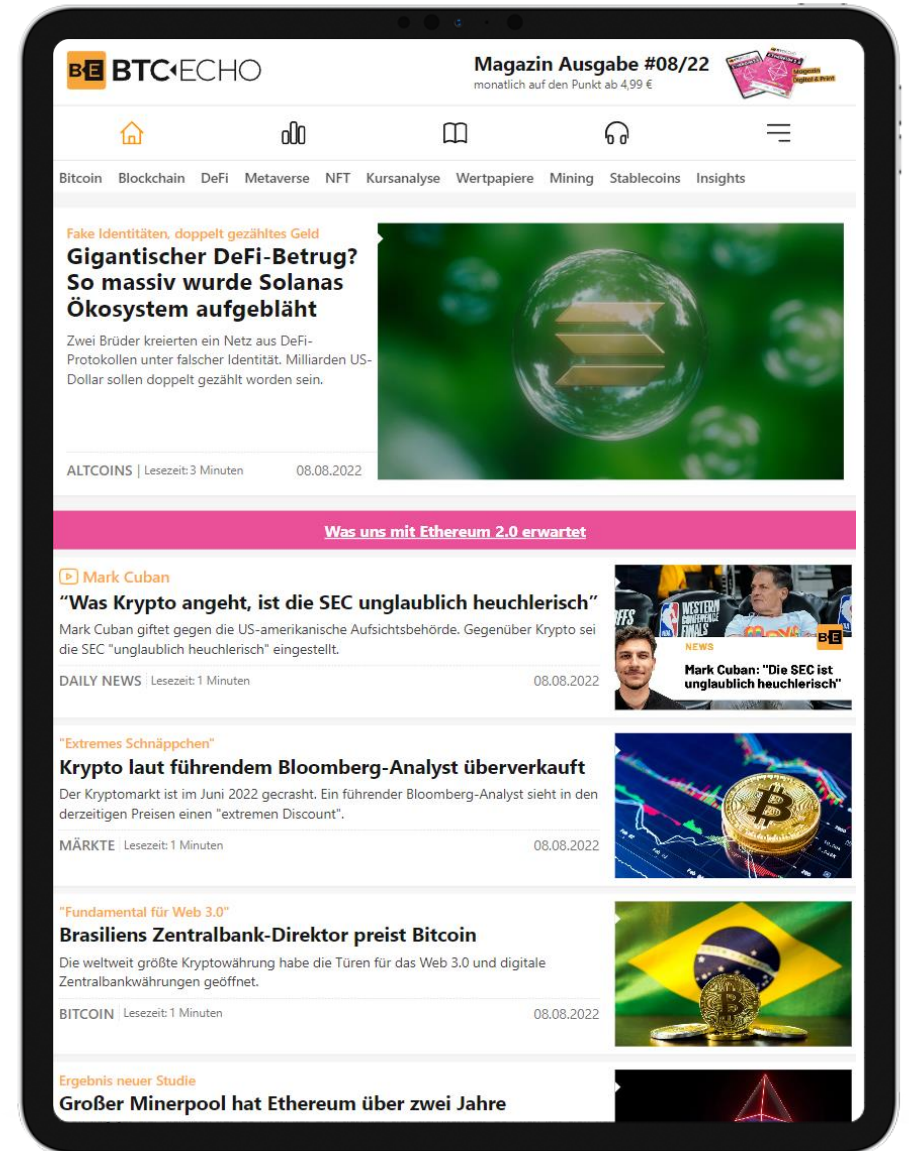 BE BTC ECHO
Magazin Ausgabe #08/22
monatlich auf den Punkt ab 4,99 €
Magazin
Digital & Print
Bitcoin Blockchain DeFi Metaverse NFT Kursanalyse Wertpapiere Mining Stablecoins Insights
Fake Identitäten, doppelt gezähltes Geld
Gigantischer DeFi-Betrug?
So massiv wurde Solanas
Ökosystem aufgebläht
Zwei Brüder kreierten ein Netz aus DeFi-
Protokollen unter falscher Identität. Milliarden US-
Dollar sollen doppelt gezählt worden sein.
ALTCOINS | Lesezeit: 3 Minuten 08.08.2022
Was uns mit Ethereum 2.0 erwartet
Mark Cuban
“Was Krypto angeht, ist die SEC unglaublich heuchlerisch”
Mark Cuban giftet gegen die US-amerikanische Aufsichtsbehörde. Gegenüber Krypto sei
die SEC "unglaublich heuchlerisch" eingestellt.
DAILY NEWS | Lesezeit: 1 Minuten 08.08.2022
WESTERN
CONFERENCE
FINALS
BE
NEWS
Mark Cuban: "Die SEC ist
unglaublich heuchlerisch"
"Extremes Schnäppchen"
Krypto laut führendem Bloomberg-Analyst überverkauft
Der Kryptomarkt ist im Juni 2022 gecrasht. Ein führender Bloomberg-Analyst sieht in den
derzeitigen Preisen einen "extremen Discount".
MÄRKTE | Lesezeit: 1 Minuten 08.08.2022
"Fundamental für Web 3.0"
Brasiliens Zentralbank-Direktor preist Bitcoin
Die weltweit größte Kryptowährung habe die Türen für das Web 3.0 und digitale
Zentralbankwährungen geöffnet.
BITCOIN | Lesezeit: 1 Minuten 08.08.2022
Ergebnis neuer Studie
Großer Minerpool hat Ethereum über zwei Jahre